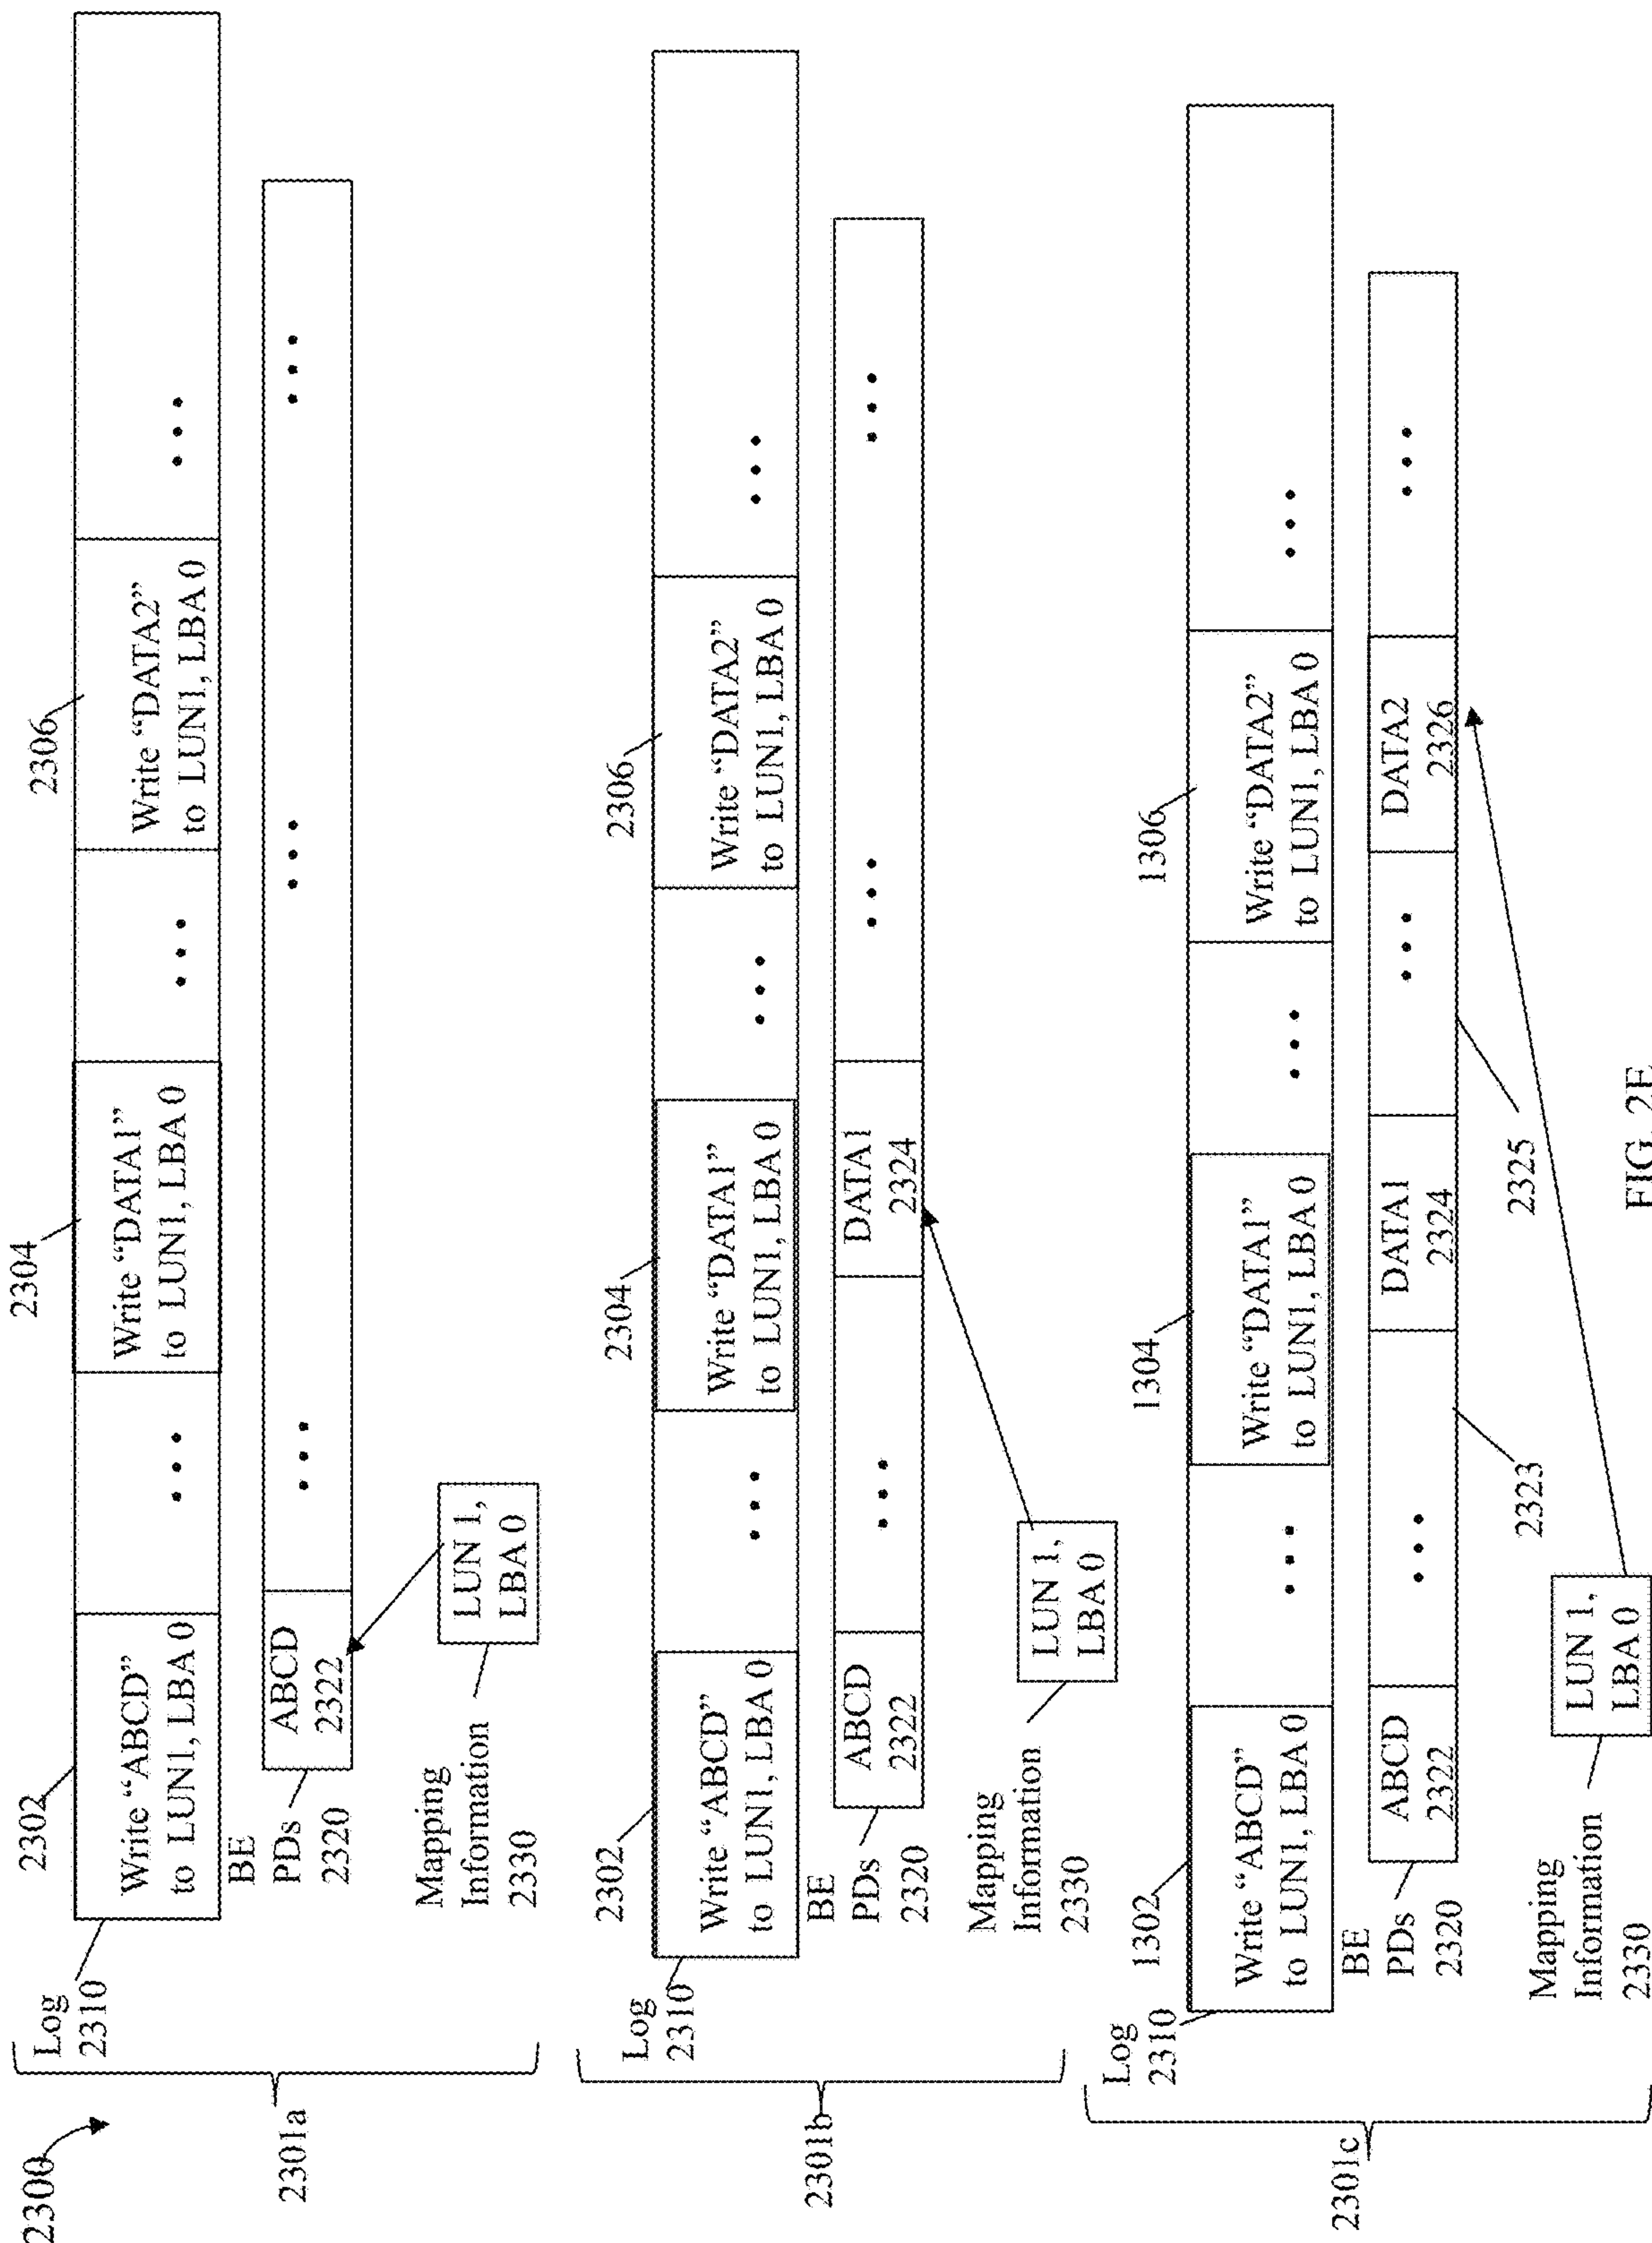 2300
2301a
Log
2310
2302
2304
2306
Write “ABCD”
to LUN1, LBA 0
• • •
Write “DATA1”
to LUN1, LBA 0
• • •
Write “DATA2”
to LUN1, LBA 0
• • •
BE
PDs
2320
ABCD
2322
• • •
• • •
• • •
Mapping
Information
2330
LUN 1,
LBA 0
2301b
Log
2310
2302
2304
2306
Write “ABCD”
to LUN1, LBA 0
• • •
Write “DATA1”
to LUN1, LBA 0
• • •
Write “DATA2”
to LUN1, LBA 0
• • •
BE
PDs
2320
ABCD
2322
• • •
DATA1
2324
• • •
• • •
Mapping
Information
2330
LUN 1,
LBA 0
2301c
Log
2310
1302
1304
1306
Write “ABCD”
to LUN1, LBA 0
• • •
Write “DATA1”
to LUN1, LBA 0
• • •
Write “DATA2”
to LUN1, LBA 0
• • •
BE
PDs
2320
ABCD
2322
• • •
DATA1
2324
• • •
DATA2
2326
• • •
2323
2325
Mapping
Information
2330
LUN 1,
LBA 0